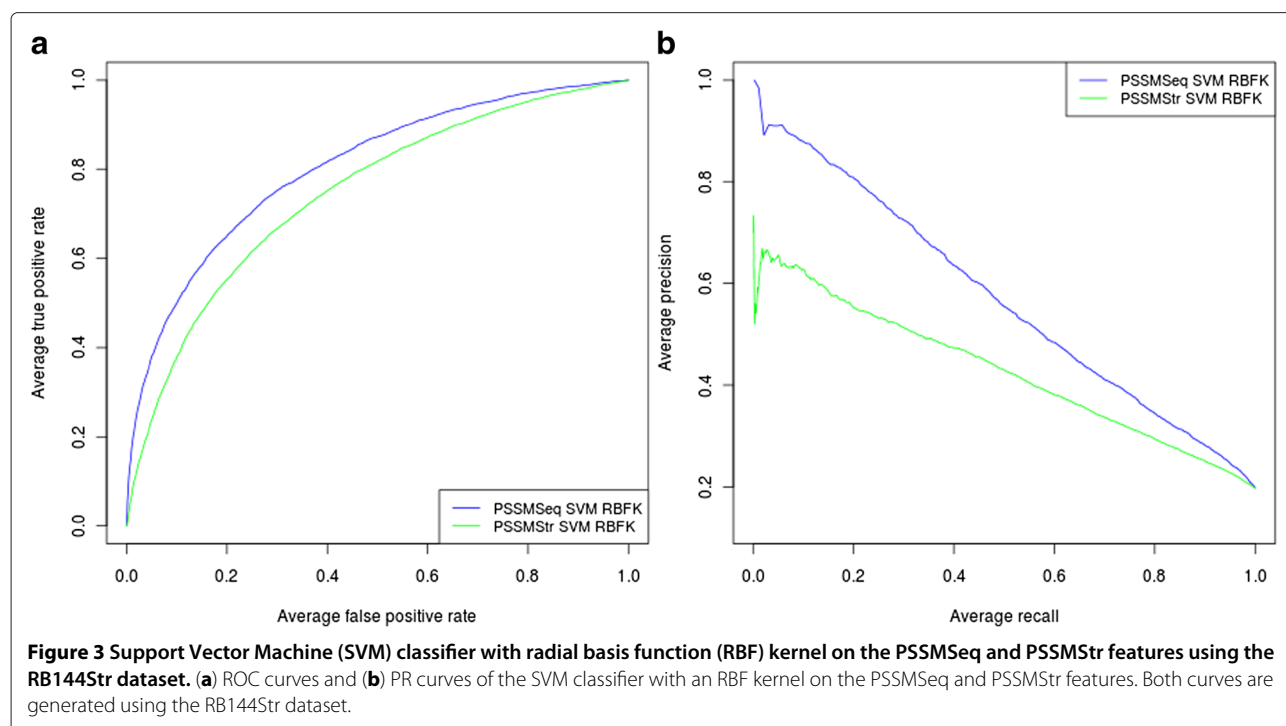 a
1.0
0.8
0.6
0.4
0.2
0.0
Average true positive rate
PSSMSeq SVM RBFK
PSSMStr SVM RBFK
0.0 0.2 0.4 0.6 0.8 1.0
Average false positive rate
b
1.0
0.8
0.6
0.4
0.2
Average precision
PSSMSeq SVM RBFK
PSSMStr SVM RBFK
0.0 0.2 0.4 0.6 0.8 1.0
Average recall
Figure 3 Support Vector Machine (SVM) classifier with radial basis function (RBF) kernel on the PSSMSeq and PSSMStr features using the
RB144Str dataset. (a) ROC curves and (b) PR curves of the SVM classifier with an RBF kernel on the PSSMSeq and PSSMStr features. Both curves are
generated using the RB144Str dataset.